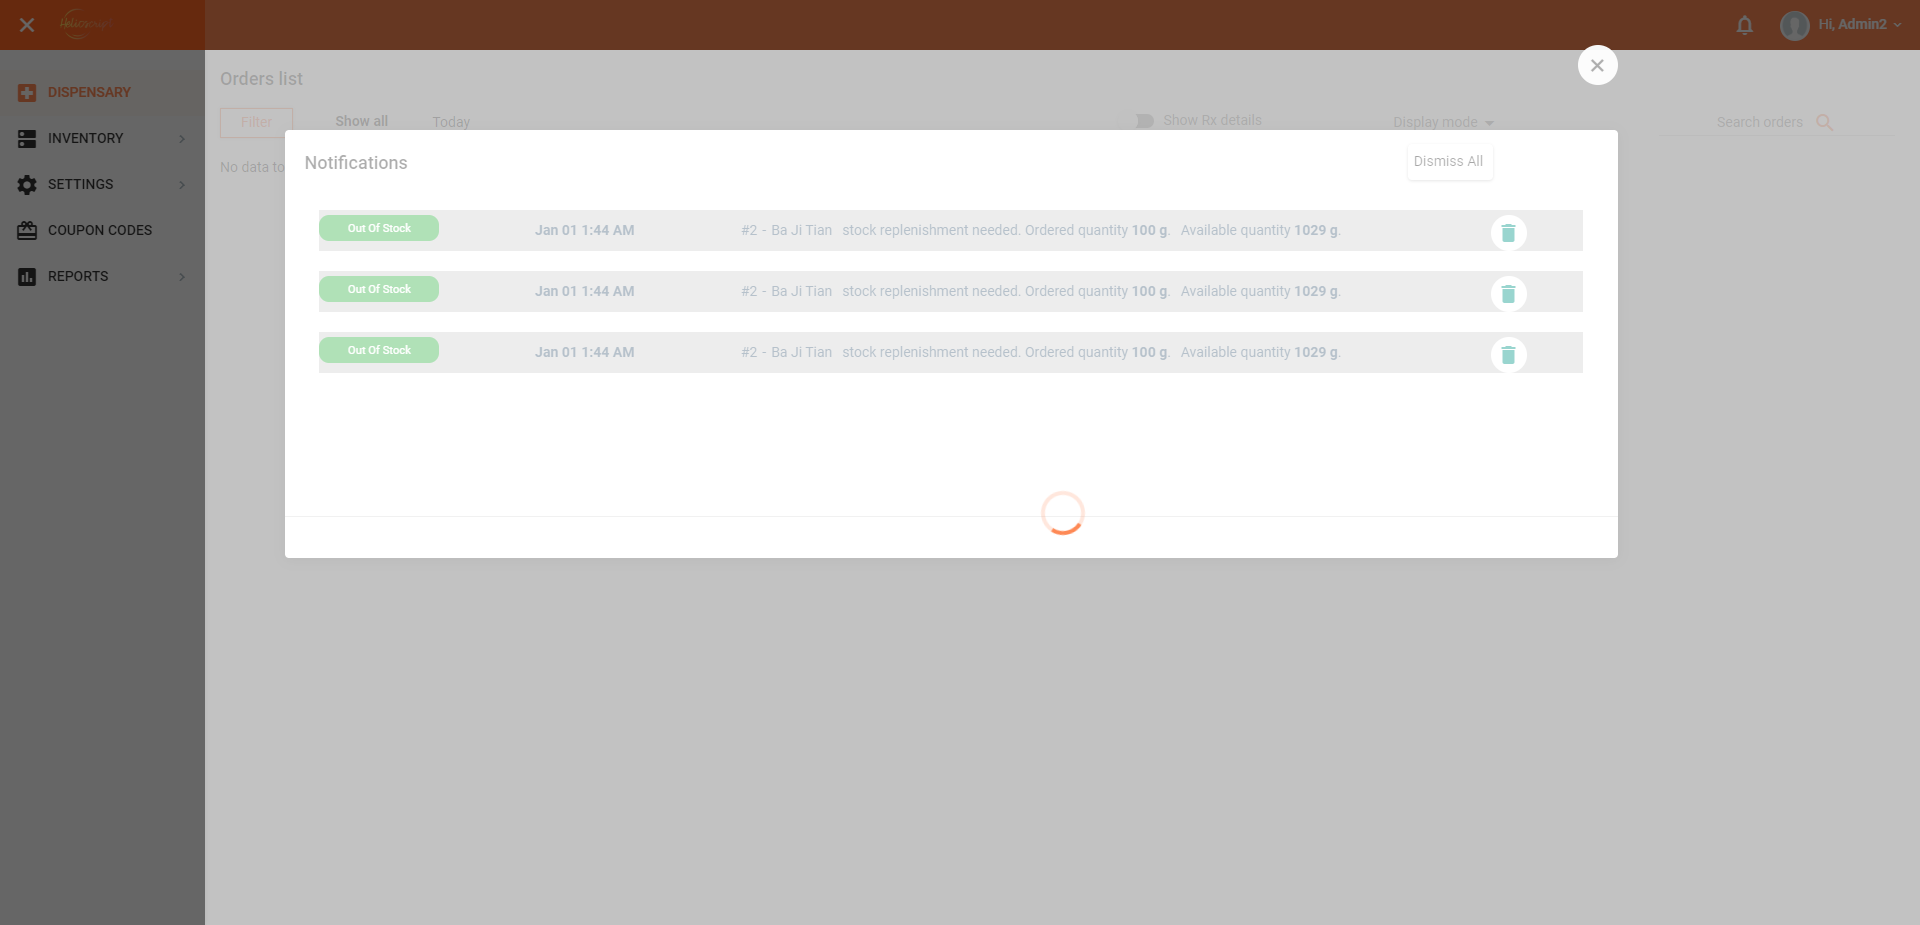 Hi, Admin2
DISPENSARY
INVENTORY
SETTINGS
COUPON CODES
REPORTS
Orders list
Filter
Show all
Today
Show Rx details
Display mode
Search orders
No data to
Notifications
Dismiss All
Out Of Stock
Jan 01 1:44 AM
#2 - Ba Ji Tian stock replenishment needed. Ordered quantity 100 g. Available quantity 1029 g.
Out Of Stock
Jan 01 1:44 AM
#2 - Ba Ji Tian stock replenishment needed. Ordered quantity 100 g. Available quantity 1029 g.
Out Of Stock
Jan 01 1:44 AM
#2 - Ba Ji Tian stock replenishment needed. Ordered quantity 100 g. Available quantity 1029 g.